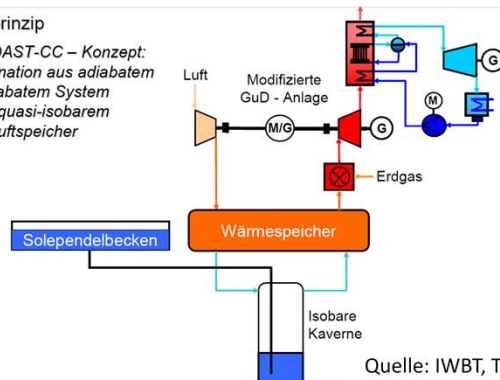 rinzip
OAST-CC – Konzept:
nation aus adiabatem
abatem System
quasi-isobarem
uftspeicher
Luft
Modifizierte
GuD - Anlage
M/G
G
G
M
Erdgas
Wärmespeicher
Solependelbecken
Isobare
Kaverne
Quelle: IWBT, T